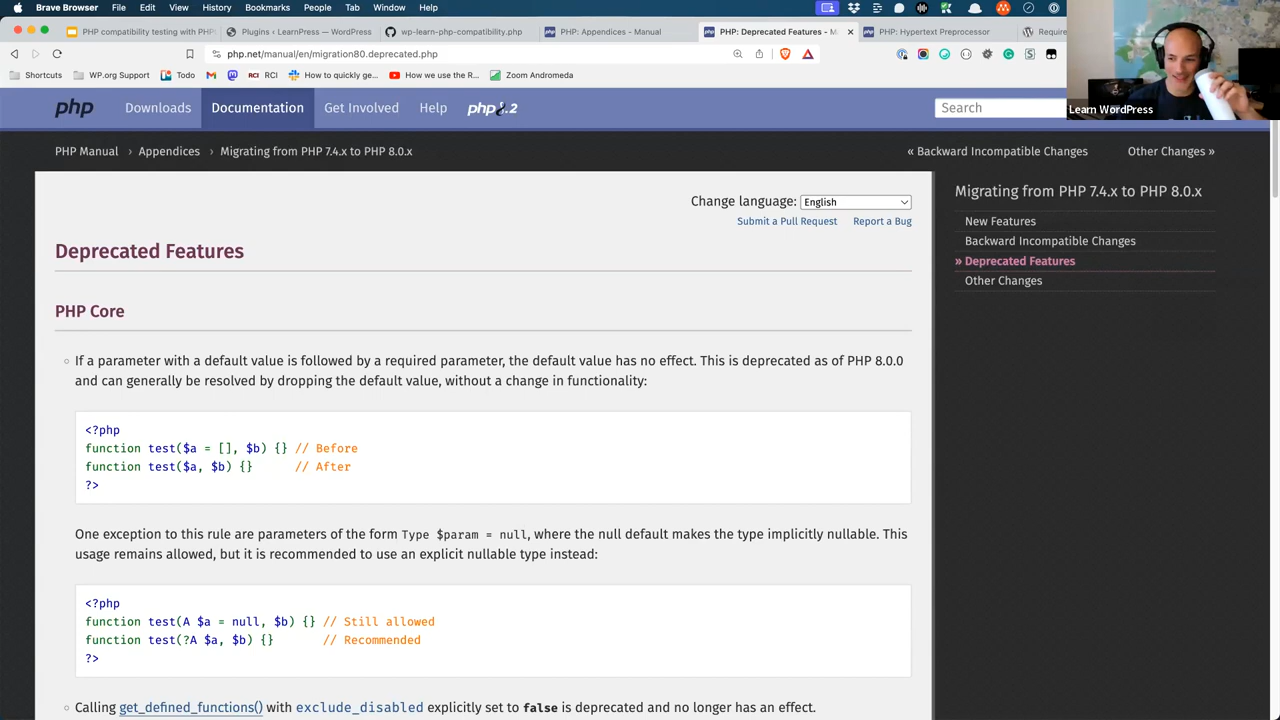 Brave Browser File Edit View History Bookmarks People Tab Window Help
PHP compatibility testing with PHP
Plugins ‹ LearnPress — WordPress
wp-learn-php-compatibility.php
PHP: Appendices - Manual
PHP: Deprecated Features - M
PHP: Hypertext Preprocessor
Require
php.net/manual/en/migration80.deprecated.php
Shortcuts
WP.org Support
Todo
RCI
RCI
How to quickly ge...
How we use the R...
Zoom Andromeda
Learn WordPress
php
Downloads
Documentation
Get Involved
Help
php8.2
Search
PHP Manual › Appendices › Migrating from PHP 7.4.x to PHP 8.0.x
« Backward Incompatible Changes
Other Changes »
Change language: English
Submit a Pull Request
Report a Bug
Deprecated Features
PHP Core
If a parameter with a default value is followed by a required parameter, the default value has no effect. This is deprecated as of PHP 8.0.0
and can generally be resolved by dropping the default value, without a change in functionality:
<?php
function test($a = [], $b) {} // Before
function test($a, $b) {}      // After
?>
One exception to this rule are parameters of the form Type $param = null, where the null default makes the type implicitly nullable. This
usage remains allowed, but it is recommended to use an explicit nullable type instead:
<?php
function test(A $a = null, $b) {} // Still allowed
function test(?A $a, $b) {}       // Recommended
?>
Calling get_defined_functions() with exclude_disabled explicitly set to false is deprecated and no longer has an effect.
Migrating from PHP 7.4.x to PHP 8.0.x
New Features
Backward Incompatible Changes
» Deprecated Features
Other Changes